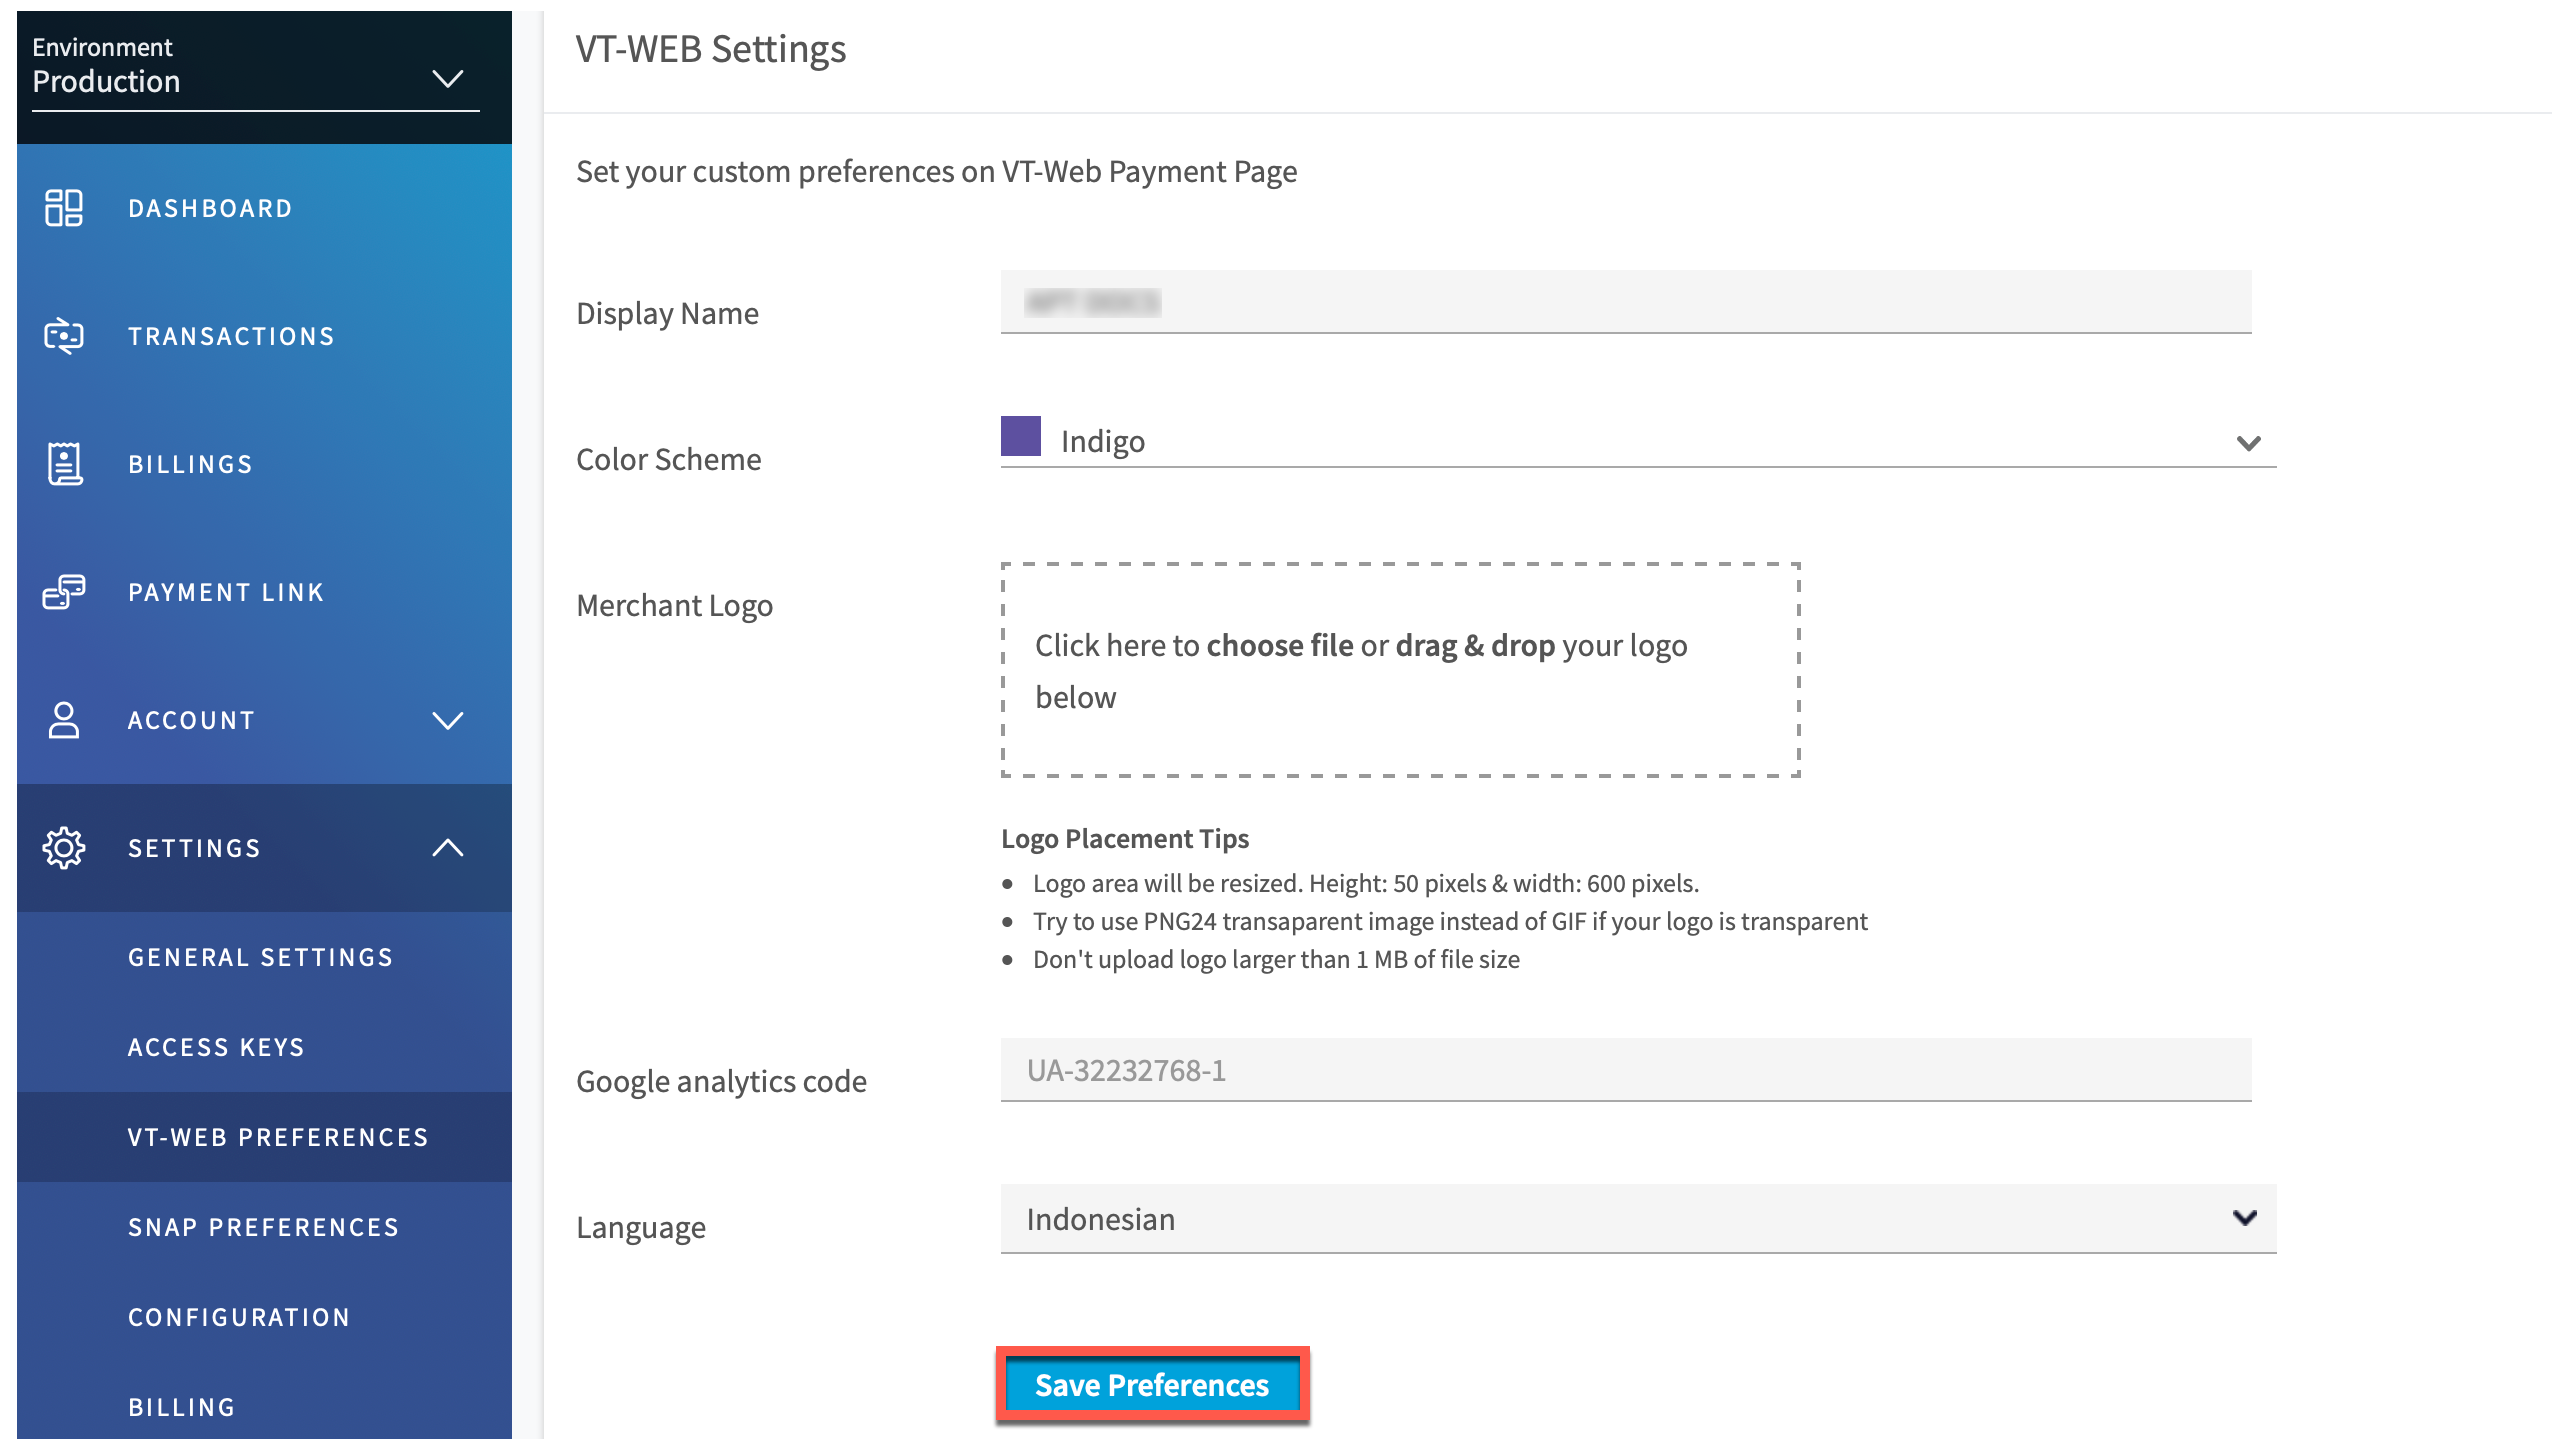 Environment
Production
DASHBOARD
TRANSACTIONS
BILLINGS
PAYMENT LINK
ACCOUNT
SETTINGS
GENERAL SETTINGS
ACCESS KEYS
VT-WEB PREFERENCES
SNAP PREFERENCES
CONFIGURATION
BILLING
VT-WEB Settings
Set your custom preferences on VT-Web Payment Page
Display Name
Color Scheme
Indigo
Merchant Logo
Click here to choose file or drag & drop your logo
below
Logo Placement Tips
Logo area will be resized. Height: 50 pixels & width: 600 pixels.
Try to use PNG24 transaparent image instead of GIF if your logo is transparent
Don't upload logo larger than 1 MB of file size
Google analytics code
UA-32232768-1
Language
Indonesian
Save Preferences